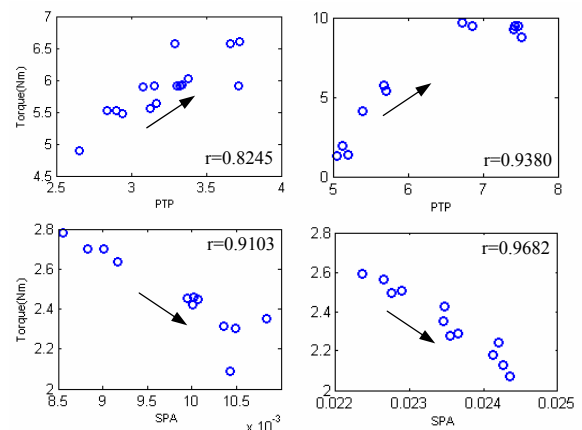 7
6.5
6
5.5
5
4.5
Torque(Nm)
2.5 3 3.5 4
PTP
r=0.8245
10
5
0
5 6 7 8
PTP
r=0.9380
2.8
2.6
2.4
2.2
2
Torque(Nm)
8.5 9 9.5 10 10.5
SPA
x 10-3
r=0.9103
2.8
2.6
2.4
2.2
2
0.022 0.023 0.024 0.025
SPA
r=0.9682